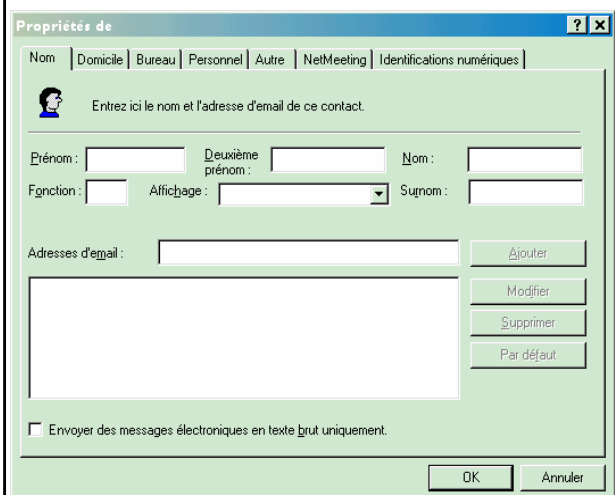 Propriétés de
Nom Domicile Bureau Personnel Autre NetMeeting Identifications numériques
Entrez ici le nom et l'adresse d'email de ce contact.
Prénom : Deuxième prénom : Nom :
Fonction : Affichage : Surnom :
Adresses d'email : Ajouter
Modifier
Supprimer
Par défaut
Envoyer des messages électroniques en texte brut uniquement.
OK Annuler